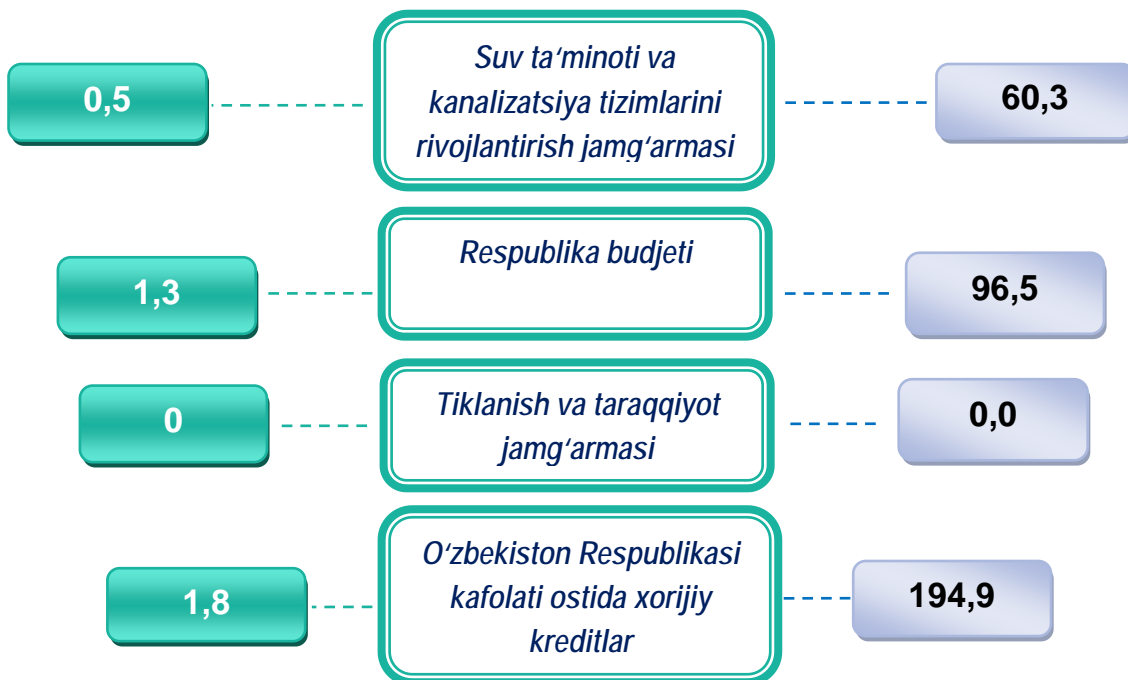 0,5
Suv ta‘minoti va
kanalizatsiya tizimlarini
rivojlantirish jamg‘armasi
60,3
1,3
Respublika budjeti
96,5
0
Tiklanish va taraqqiyot
jamg‘armasi
0,0
1,8
O‘zbekiston Respublikasi
kafolati ostida xorijiy
kreditlar
194,9